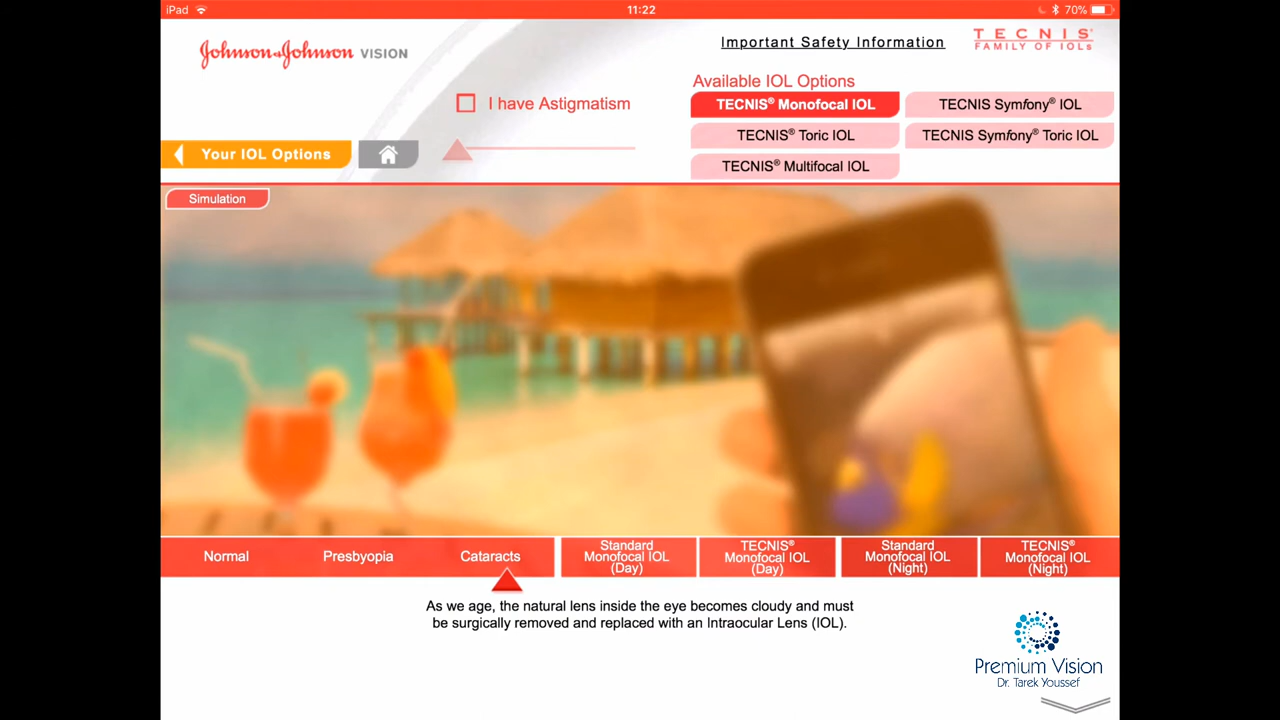 iPad
11:22
70%
Johnson & Johnson VISION
Important Safety Information
TECNIS®
FAMILY OF IOLs
Available IOL Options
I have Astigmatism
TECNIS® Monofocal IOL
TECNIS Symfony® IOL
TECNIS® Toric IOL
TECNIS Symfony® Toric IOL
TECNIS® Multifocal IOL
Your IOL Options
Simulation
Normal
Presbyopia
Cataracts
Standard
Monofocal IOL
(Day)
TECNIS®
Monofocal IOL
(Day)
Standard
Monofocal IOL
(Night)
TECNIS®
Monofocal IOL
(Night)
As we age, the natural lens inside the eye becomes cloudy and must
be surgically removed and replaced with an Intraocular Lens (IOL).
Premium Vision
Dr. Tarek Youssef